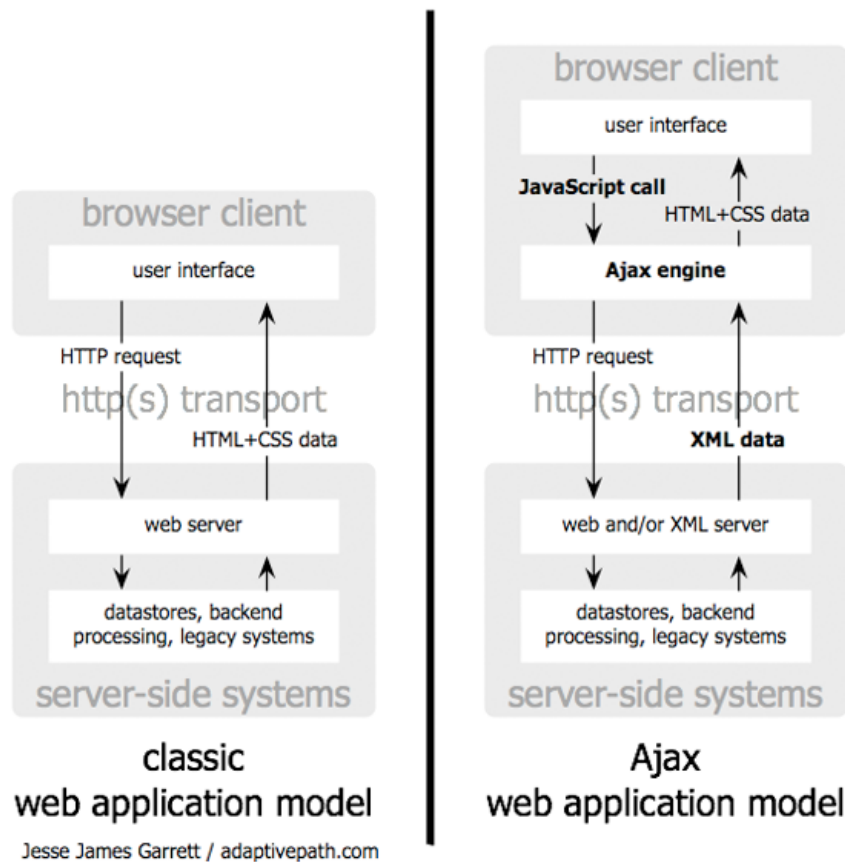 browser client
user interface
HTTP request
http(s) transport
HTML+CSS data
web server
datastores, backend
processing, legacy systems
server-side systems
classic
web application model
Jesse James Garrett / adaptivepath.com
browser client
user interface
JavaScript call
HTML+CSS data
Ajax engine
HTTP request
http(s) transport
XML data
web and/or XML server
datastores, backend
processing, legacy systems
server-side systems
Ajax
web application model